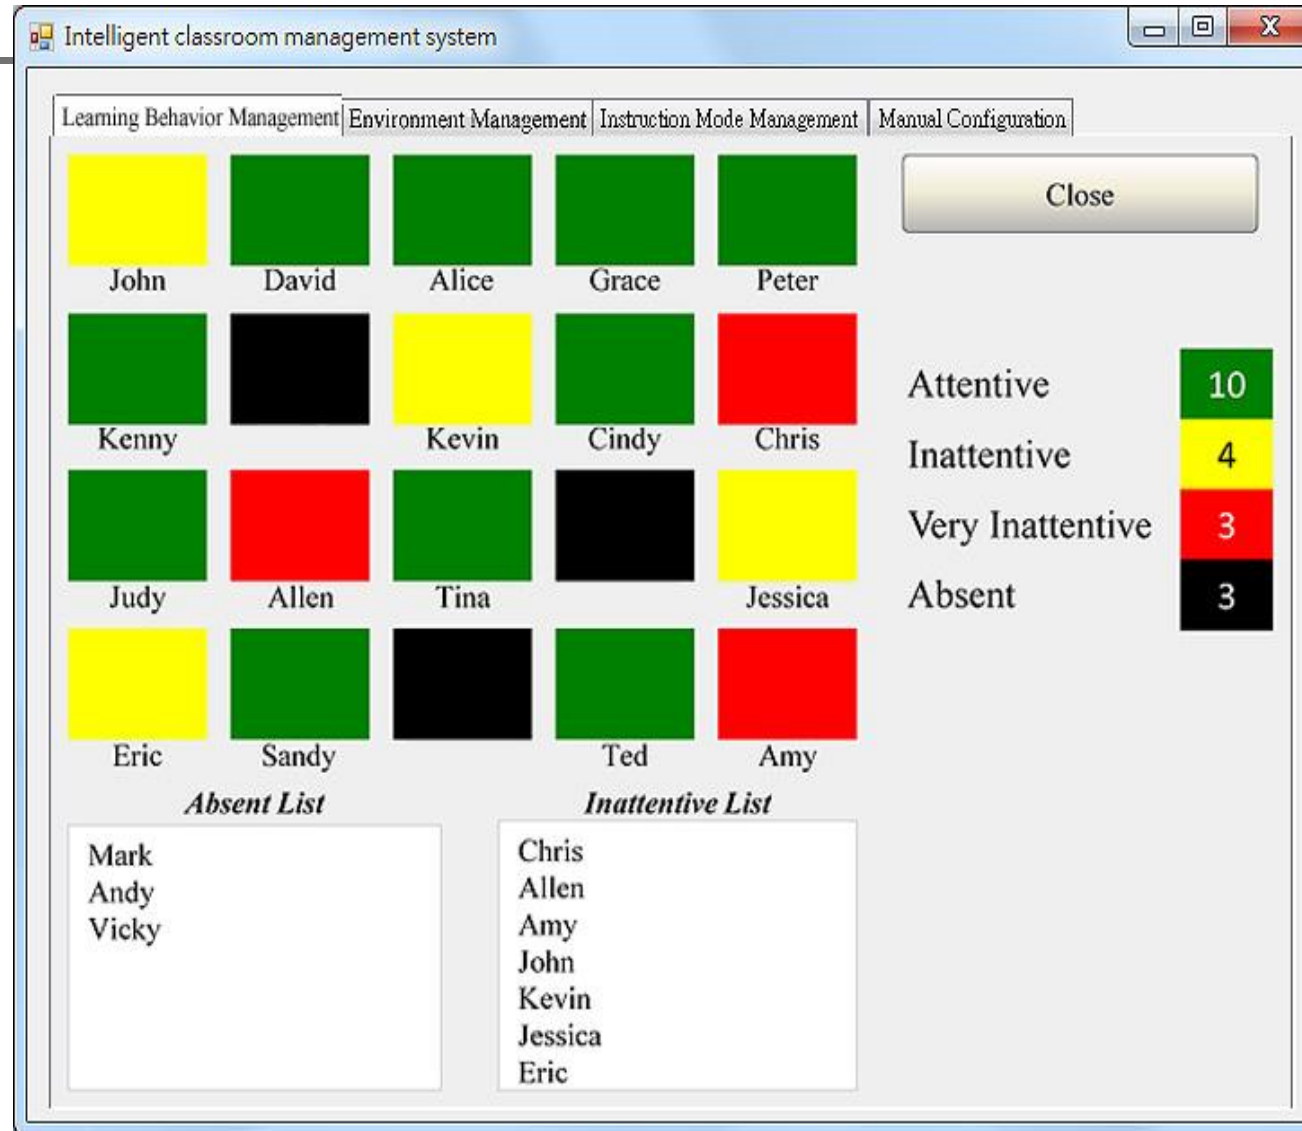 Intelligent classroom management system
Learning Behavior Management Environment Management Instruction Mode Management Manual Configuration
Close
John David Alice Grace Peter
Kenny Kevin Cindy Chris
Judy Allen Tina Jessica
Eric Sandy Ted Amy
Attentive 10
Inattentive 4
Very Inattentive 3
Absent 3
Absent List
Mark
Andy
Vicky
Inattentive List
Chris
Allen
Amy
John
Kevin
Jessica
Eric